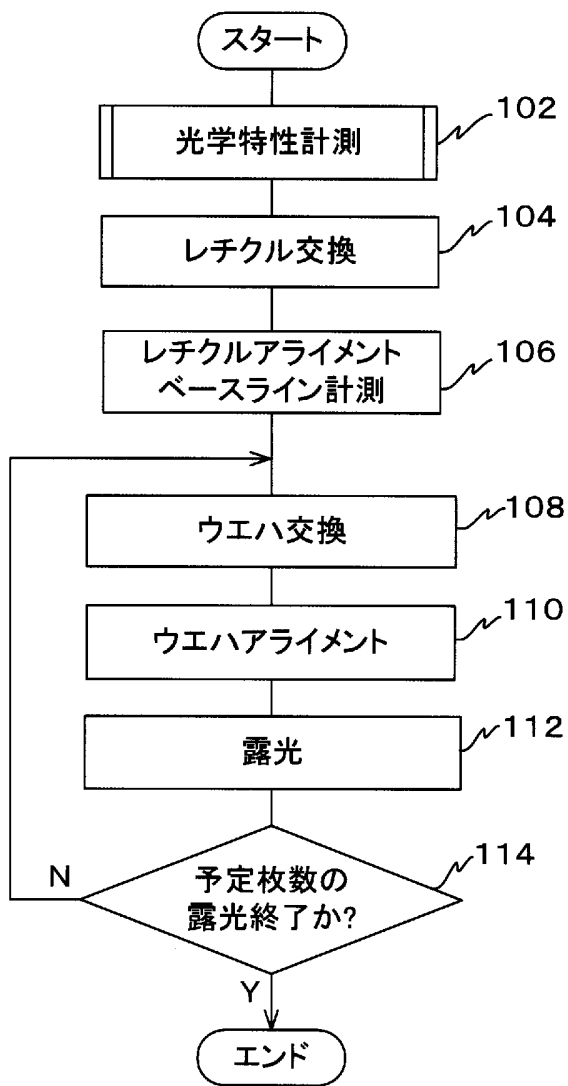 スタート
光学特性計測
102
レチクル交換
104
レチクルアライメント
ベースライン計測
106
ウエハ交換
108
ウエハアライメント
110
露光
112
予定枚数の
露光終了か?
114
N
Y
エンド